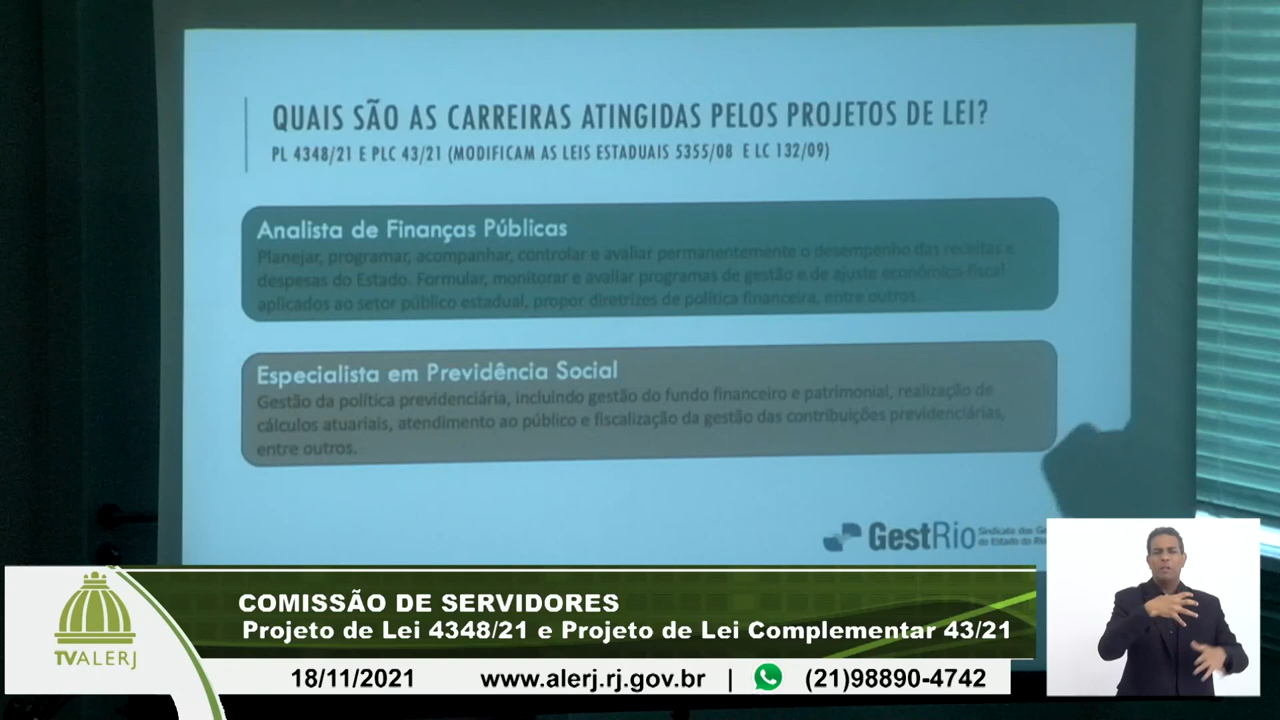 QUAIS SÃO AS CARREIRAS ATINGIDAS PELOS PROJETOS DE LEI?
PL 4348/21 E PLC 43/21 (MODIFICAM AS LEIS ESTADUAIS 5355/08 E LC 132/09)
Analista de Finanças Públicas
Planejar, programar, acompanhar, controlar e avaliar permanentemente o desempenho das receitas e
despesas do Estado. Formular, monitorar e avaliar programas de gestão e de ajuste econômico-fiscal
aplicados ao setor público estadual, propor diretrizes de política financeira, entre outros.
Especialista em Previdência Social
Gestão da política previdenciária, incluindo gestão do fundo financeiro e patrimonial, realização de
cálculos atuariais, atendimento ao público e fiscalização da gestão das contribuições previdenciárias,
entre outros.
GestRio
Sindicato dos
do Estado do
COMISSÃO DE SERVIDORES
Projeto de Lei 4348/21 e Projeto de Lei Complementar 43/21
TVALERJ
18/11/2021 www.alerj.rj.gov.br | (21)98890-4742